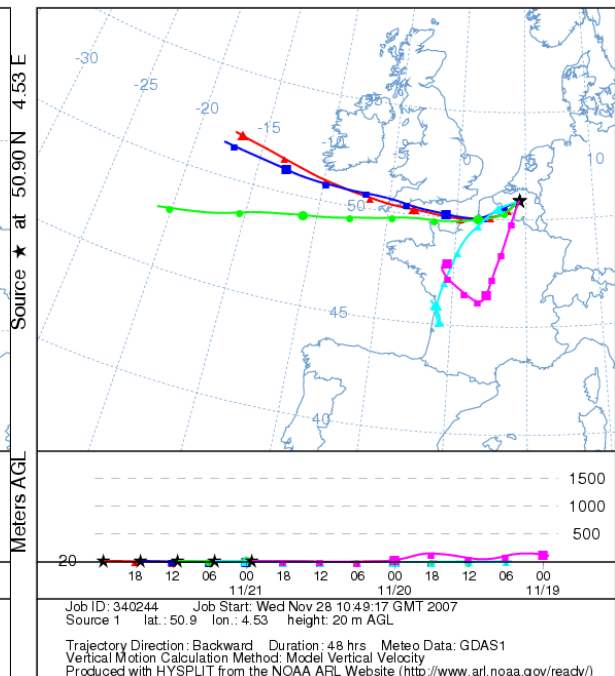 Source ★ at 50.90 N 4.53 E
-30
-25
-20
-15
10
50
45
40
Meters AGL
1500
1000
500
20
18 12 06 00 18 12 06 00 18 12 06 00
11/21 11/20 11/19
Job ID: 340244 Job Start: Wed Nov 28 10:49:17 GMT 2007
Source 1 lat.: 50.9 lon.: 4.53 height: 20 m AGL
Trajectory Direction: Backward Duration: 48 hrs Meteo Data: GDAS1
Vertical Motion Calculation Method: Model Vertical Velocity
Produced with HYSPLIT from the NOAA ARL Website (http://www.arl.noaa.gov/ready/)